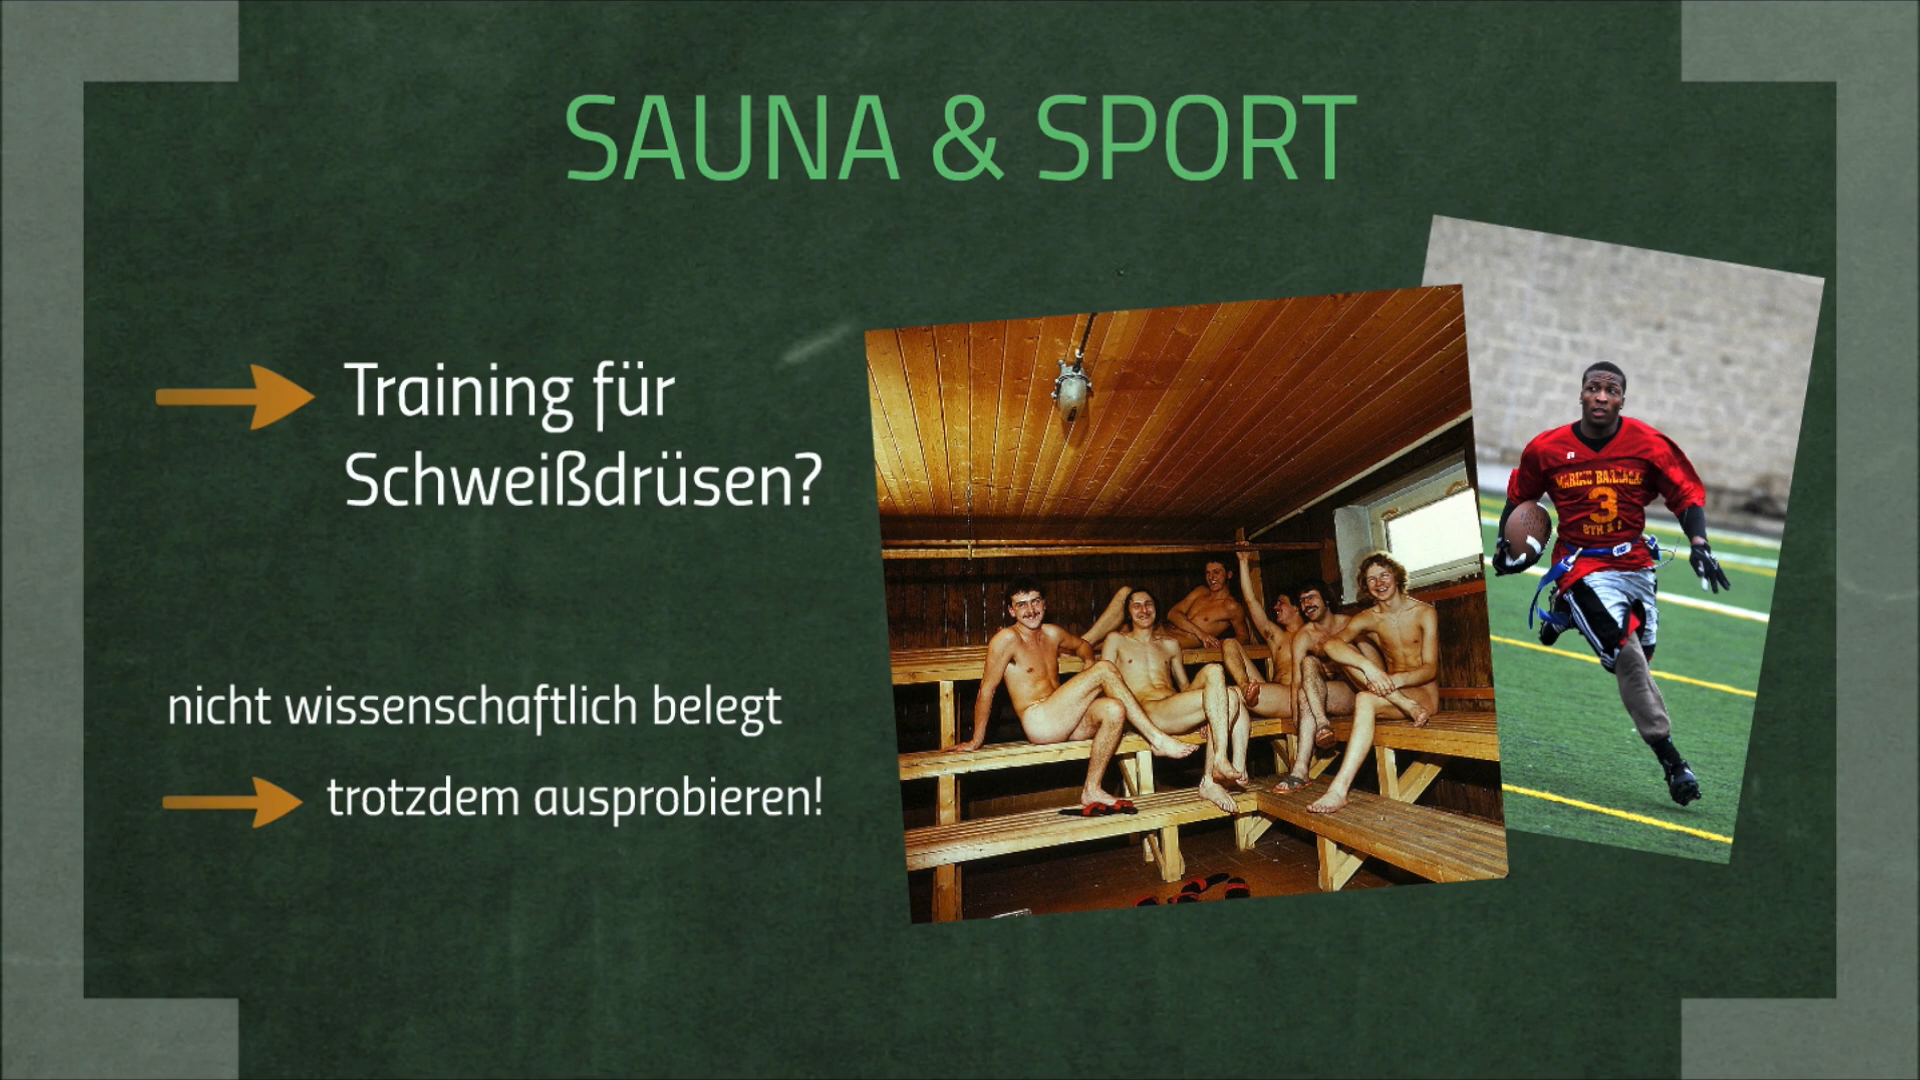 SAUNA & SPORT
Training für
Schweißdrüsen?
nicht wissenschaftlich belegt
trotzdem ausprobieren!
3